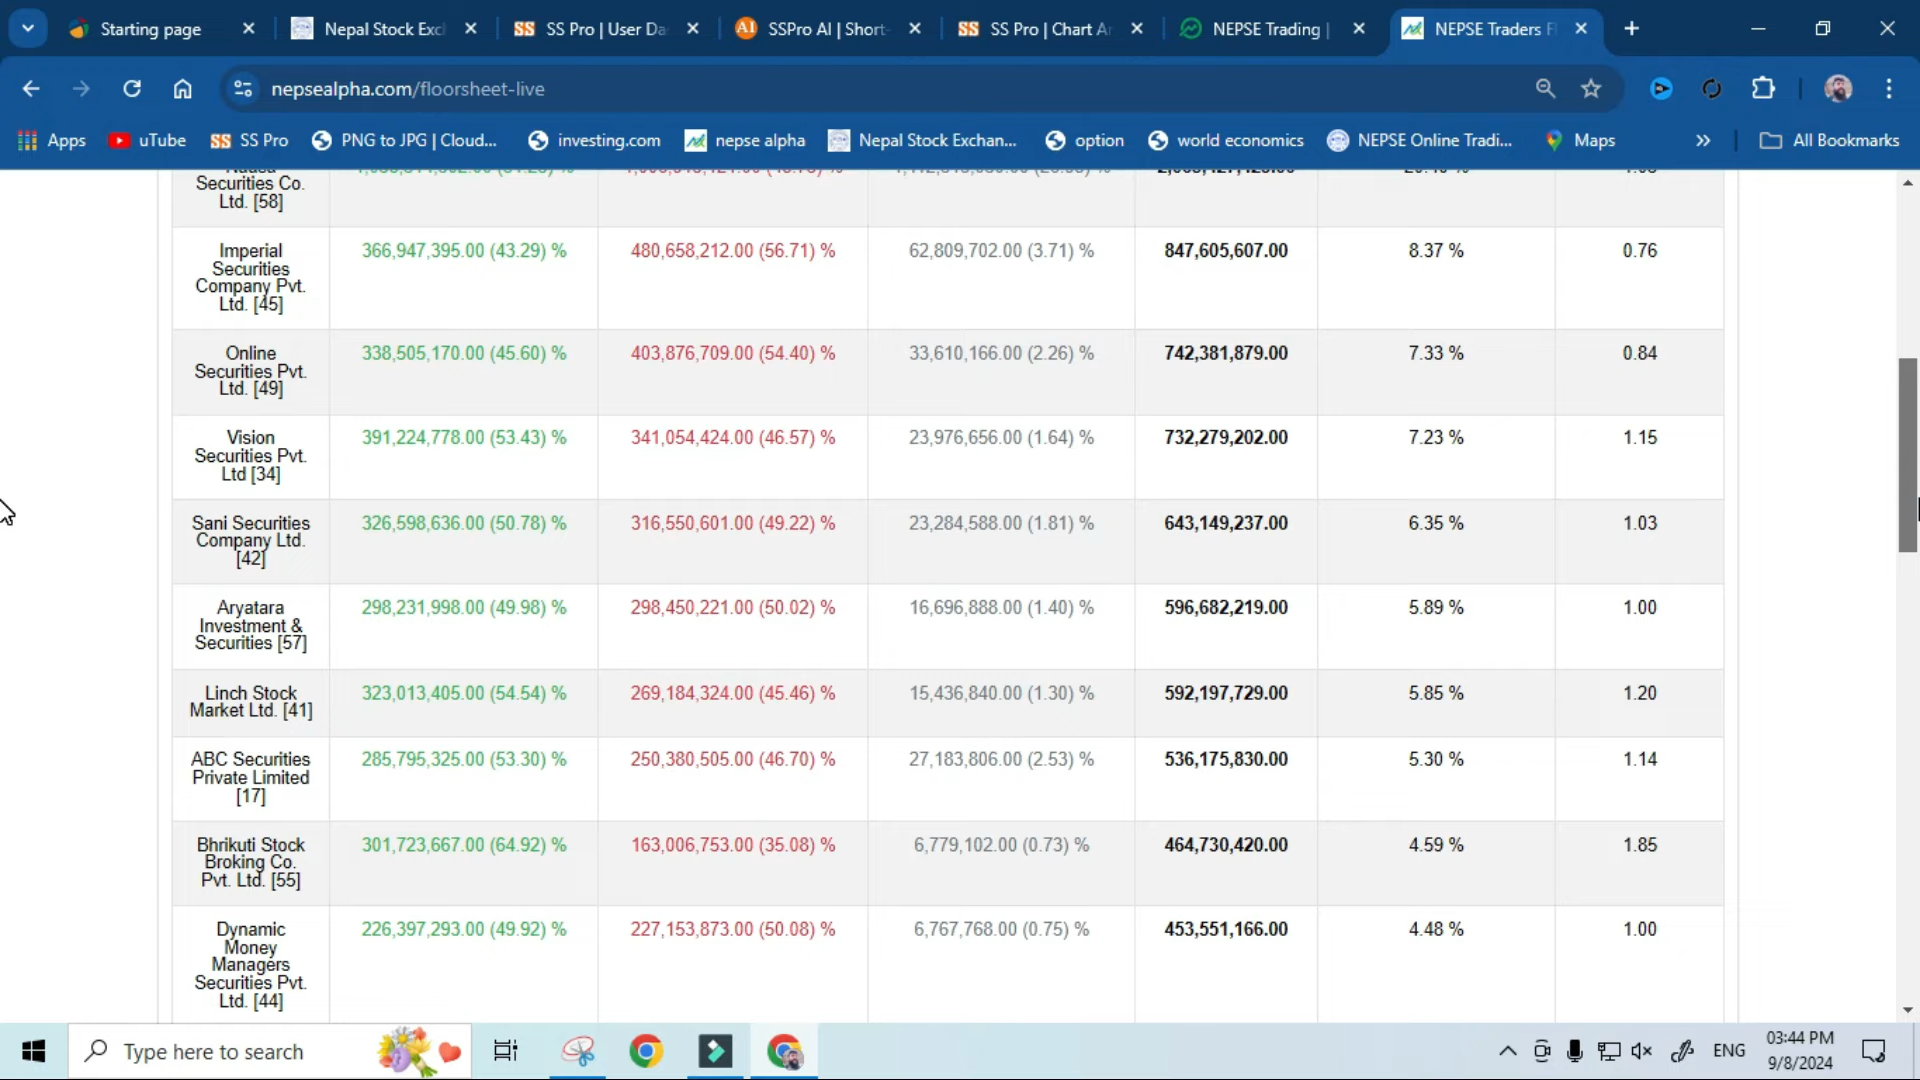 Starting page
Nepal Stock Exc
SS Pro | User Da
SSPro AI | Short-
SS Pro | Chart Ar
NEPSE Trading |
NEPSE Traders F
nepsealpha.com/floorsheet-live
Apps
uTube
SS Pro
PNG to JPG | Cloud...
investing.com
nepse alpha
Nepal Stock Exchan...
option
world economics
NEPSE Online Tradi...
Maps
All Bookmarks
Securities Co.
Ltd. [58]
Imperial
Securities
Company Pvt.
Ltd. [45]
366,947,395.00 (43.29) %
480,658,212.00 (56.71) %
62,809,702.00 (3.71) %
847,605,607.00
8.37 %
0.76
Online
Securities Pvt.
Ltd. [49]
338,505,170.00 (45.60) %
403,876,709.00 (54.40) %
33,610,166.00 (2.26) %
742,381,879.00
7.33 %
0.84
Vision
Securities Pvt.
Ltd [34]
391,224,778.00 (53.43) %
341,054,424.00 (46.57) %
23,976,656.00 (1.64) %
732,279,202.00
7.23 %
1.15
Sani Securities
Company Ltd.
[42]
326,598,636.00 (50.78) %
316,550,601.00 (49.22) %
23,284,588.00 (1.81) %
643,149,237.00
6.35 %
1.03
Aryatara
Investment &
Securities [57]
298,231,998.00 (49.98) %
298,450,221.00 (50.02) %
16,696,888.00 (1.40) %
596,682,219.00
5.89 %
1.00
Linch Stock
Market Ltd. [41]
323,013,405.00 (54.54) %
269,184,324.00 (45.46) %
15,436,840.00 (1.30) %
592,197,729.00
5.85 %
1.20
ABC Securities
Private Limited
[17]
285,795,325.00 (53.30) %
250,380,505.00 (46.70) %
27,183,806.00 (2.53) %
536,175,830.00
5.30 %
1.14
Bhrikuti Stock
Broking Co.
Pvt. Ltd. [55]
301,723,667.00 (64.92) %
163,006,753.00 (35.08) %
6,779,102.00 (0.73) %
464,730,420.00
4.59 %
1.85
Dynamic
Money
Managers
Securities Pvt.
Ltd. [44]
226,397,293.00 (49.92) %
227,153,873.00 (50.08) %
6,767,768.00 (0.75) %
453,551,166.00
4.48 %
1.00
Type here to search
ENG
03:44 PM
9/8/2024